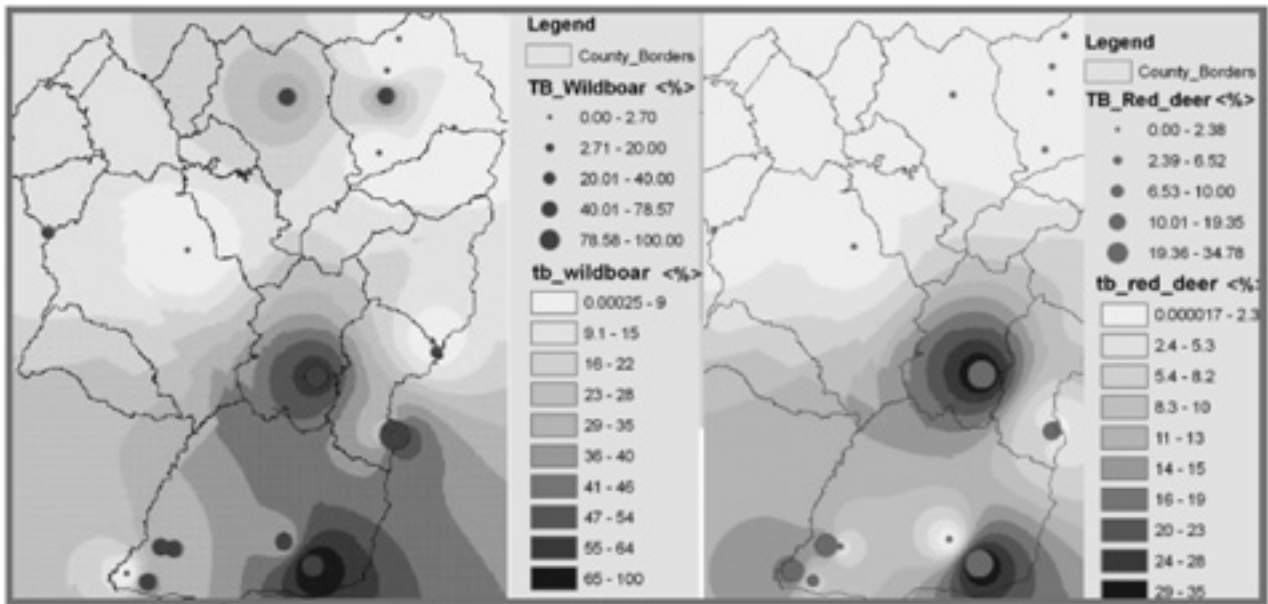 Legend
County_Borders
TB_Wildboar <%>
0.00 - 2.70
2.71 - 20.00
20.01 - 40.00
40.01 - 78.57
78.58 - 100.00
tb_wildboar <%>
0.00025 - 9
9.1 - 15
16 - 22
23 - 28
29 - 35
36 - 40
41 - 46
47 - 54
55 - 64
65 - 100
Legend
County_Borders
TB_Red_deer <%>
0.00 - 2.38
2.39 - 6.52
6.53 - 10.00
10.01 - 19.35
19.36 - 34.78
tb_red_deer <%
0.000017 - 2.3
2.4 - 5.3
5.4 - 8.2
8.3 - 10
11 - 13
14 - 15
16 - 19
20 - 23
24 - 28
29 - 35